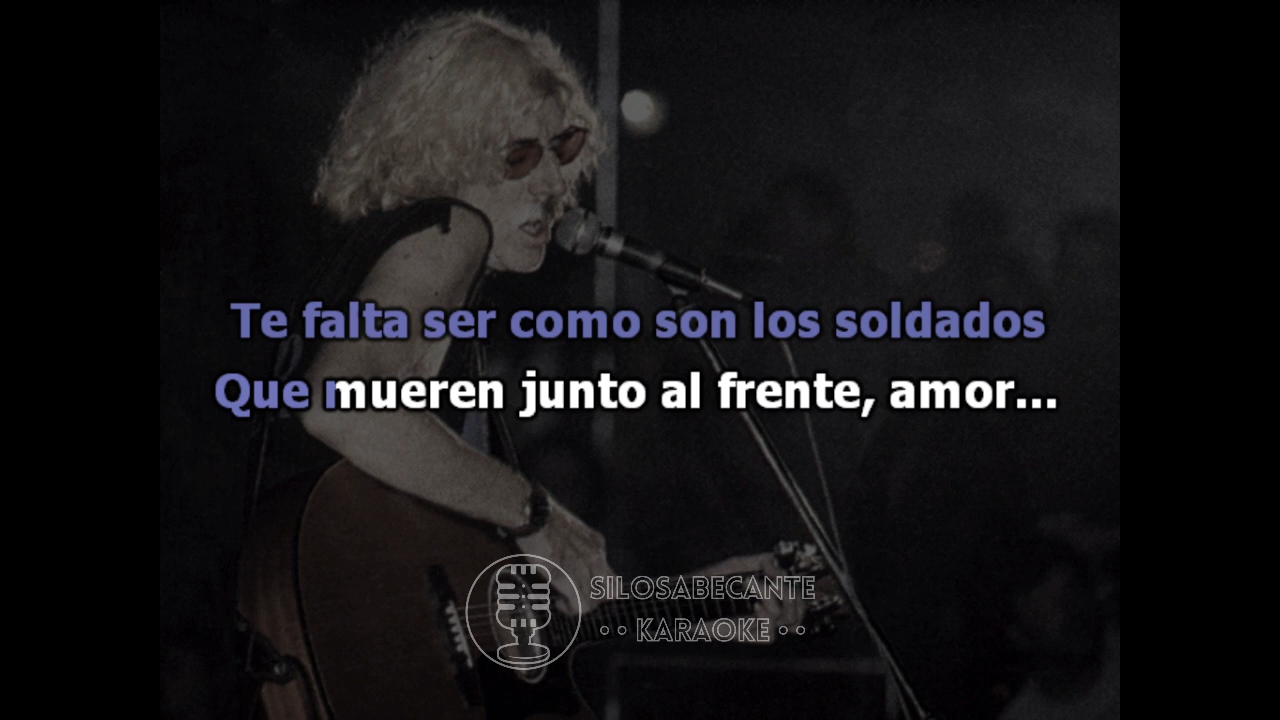 Te falta ser como son los soldados
Que mueren junto al frente, amor...
SILOSABECANTE
KARAOKE